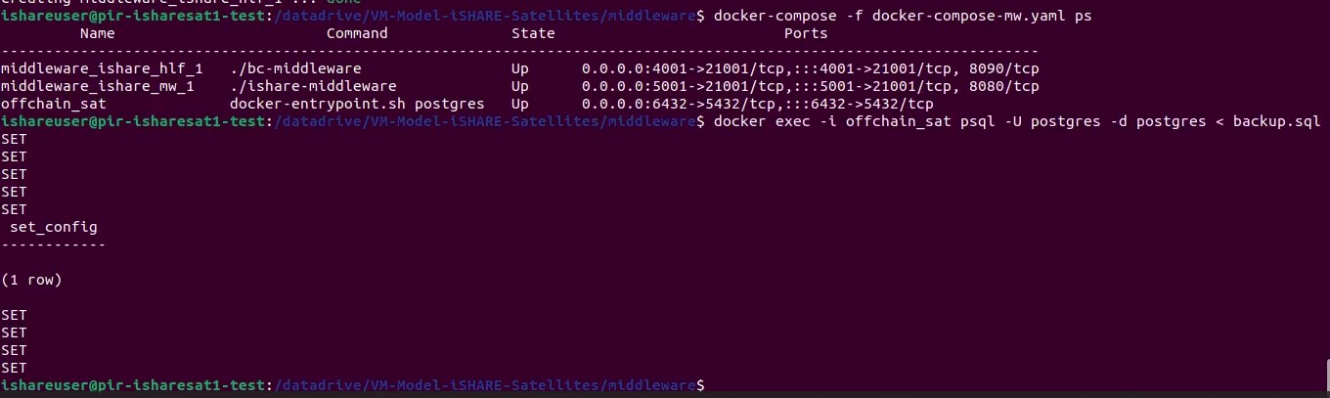 Creating middleware_ishare_hlf_1 ... done
ishareuser@pir-isharesat1-test:/datadrive/VM-Model-iSHARE-Satellites/middleware$ docker-compose -f docker-compose-mw.yaml ps
Name Command State Ports
--------------------------------------------------------------------------------------------------------------------------
middleware_ishare_hlf_1 ./bc-middleware Up 0.0.0.0:4001->21001/tcp,:::4001->21001/tcp, 8090/tcp
middleware_ishare_mw_1 ./ishare-middleware Up 0.0.0.0:5001->21001/tcp,:::5001->21001/tcp, 8080/tcp
offchain_sat docker-entrypoint.sh postgres Up 0.0.0.0:6432->5432/tcp,:::6432->5432/tcp
ishareuser@pir-isharesat1-test:/datadrive/VM-Model-iSHARE-Satellites/middleware$ docker exec -i offchain_sat psql -U postgres -d postgres < backup.sql
SET
SET
SET
SET
SET
set_config
------------
(1 row)
SET
SET
SET
SET
ishareuser@pir-isharesat1-test:/datadrive/VM-Model-iSHARE-Satellites/middleware$